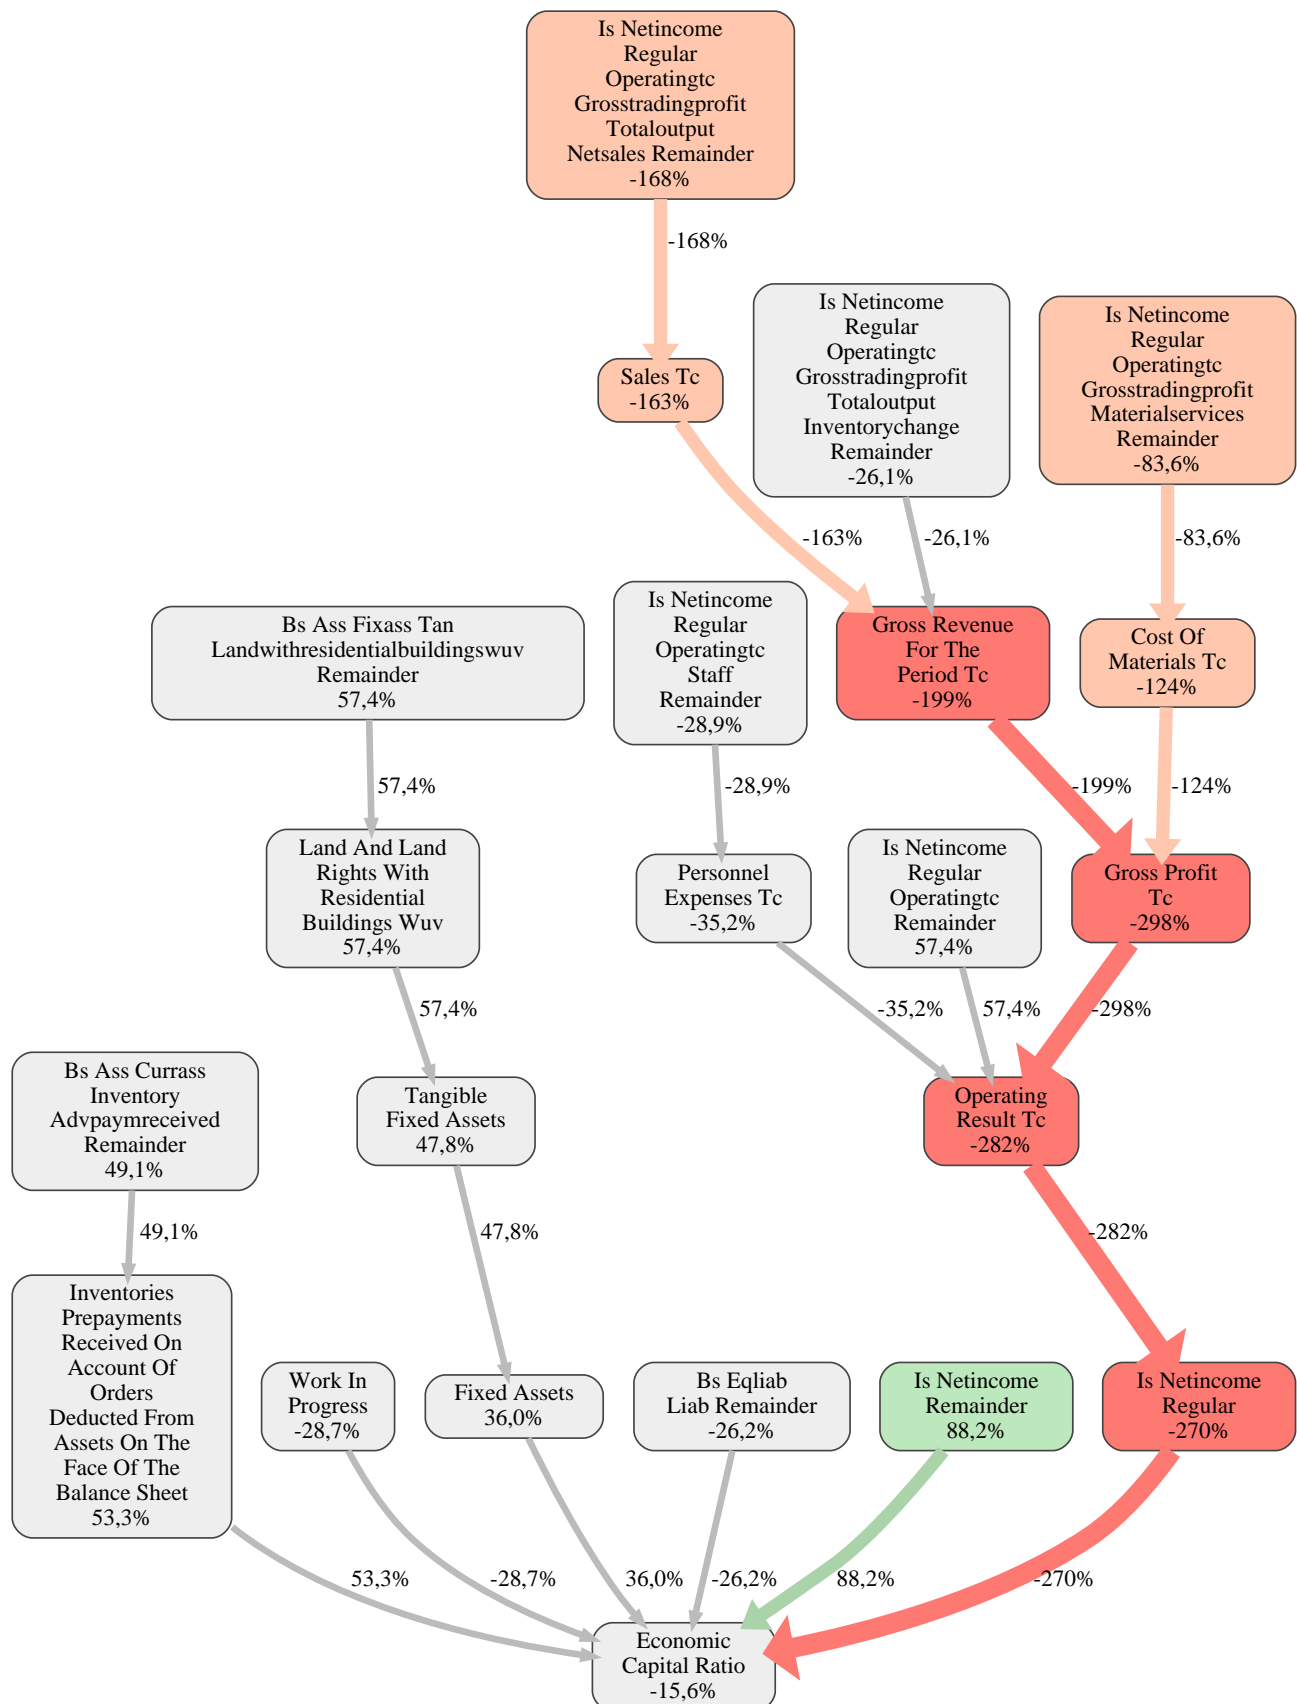 Is Netincome
Regular
Operatingtc
Grosstradingprofit
Totaloutput
Netsales Remainder
-168%
-168%
Is Netincome
Regular
Operatingtc
Grosstradingprofit
Totaloutput
Inventorychange
Remainder
-26,1%
Is Netincome
Regular
Operatingtc
Grosstradingprofit
Materialservices
Remainder
-83,6%
Sales Tc
-163%
-163%
-26,1%
-83,6%
Bs Ass Fixass Tan
Landwithresidentialbuildingswuv
Remainder
57,4%
Is Netincome
Regular
Operatingtc
Staff
Remainder
-28,9%
Gross Revenue
For The
Period Tc
-199%
Cost Of
Materials Tc
-124%
57,4%
-28,9%
-199%
-124%
Land And Land
Rights With
Residential
Buildings Wuv
57,4%
Personnel
Expenses Tc
-35,2%
Is Netincome
Regular
Operatingtc
Remainder
57,4%
Gross Profit
Tc
-298%
57,4%
-35,2%
57,4%
-298%
Bs Ass Currass
Inventory
Advpaymreceived
Remainder
49,1%
Tangible
Fixed Assets
47,8%
Operating
Result Tc
-282%
49,1%
47,8%
-282%
Inventories
Prepayments
Received On
Account Of
Orders
Deducted From
Assets On The
Face Of The
Balance Sheet
53,3%
Work In
Progress
-28,7%
Fixed Assets
36,0%
Bs Eqliab
Liab Remainder
-26,2%
Is Netincome
Remainder
88,2%
Is Netincome
Regular
-270%
53,3%
-28,7%
36,0%
-26,2%
88,2%
-270%
Economic
Capital Ratio
-15,6%